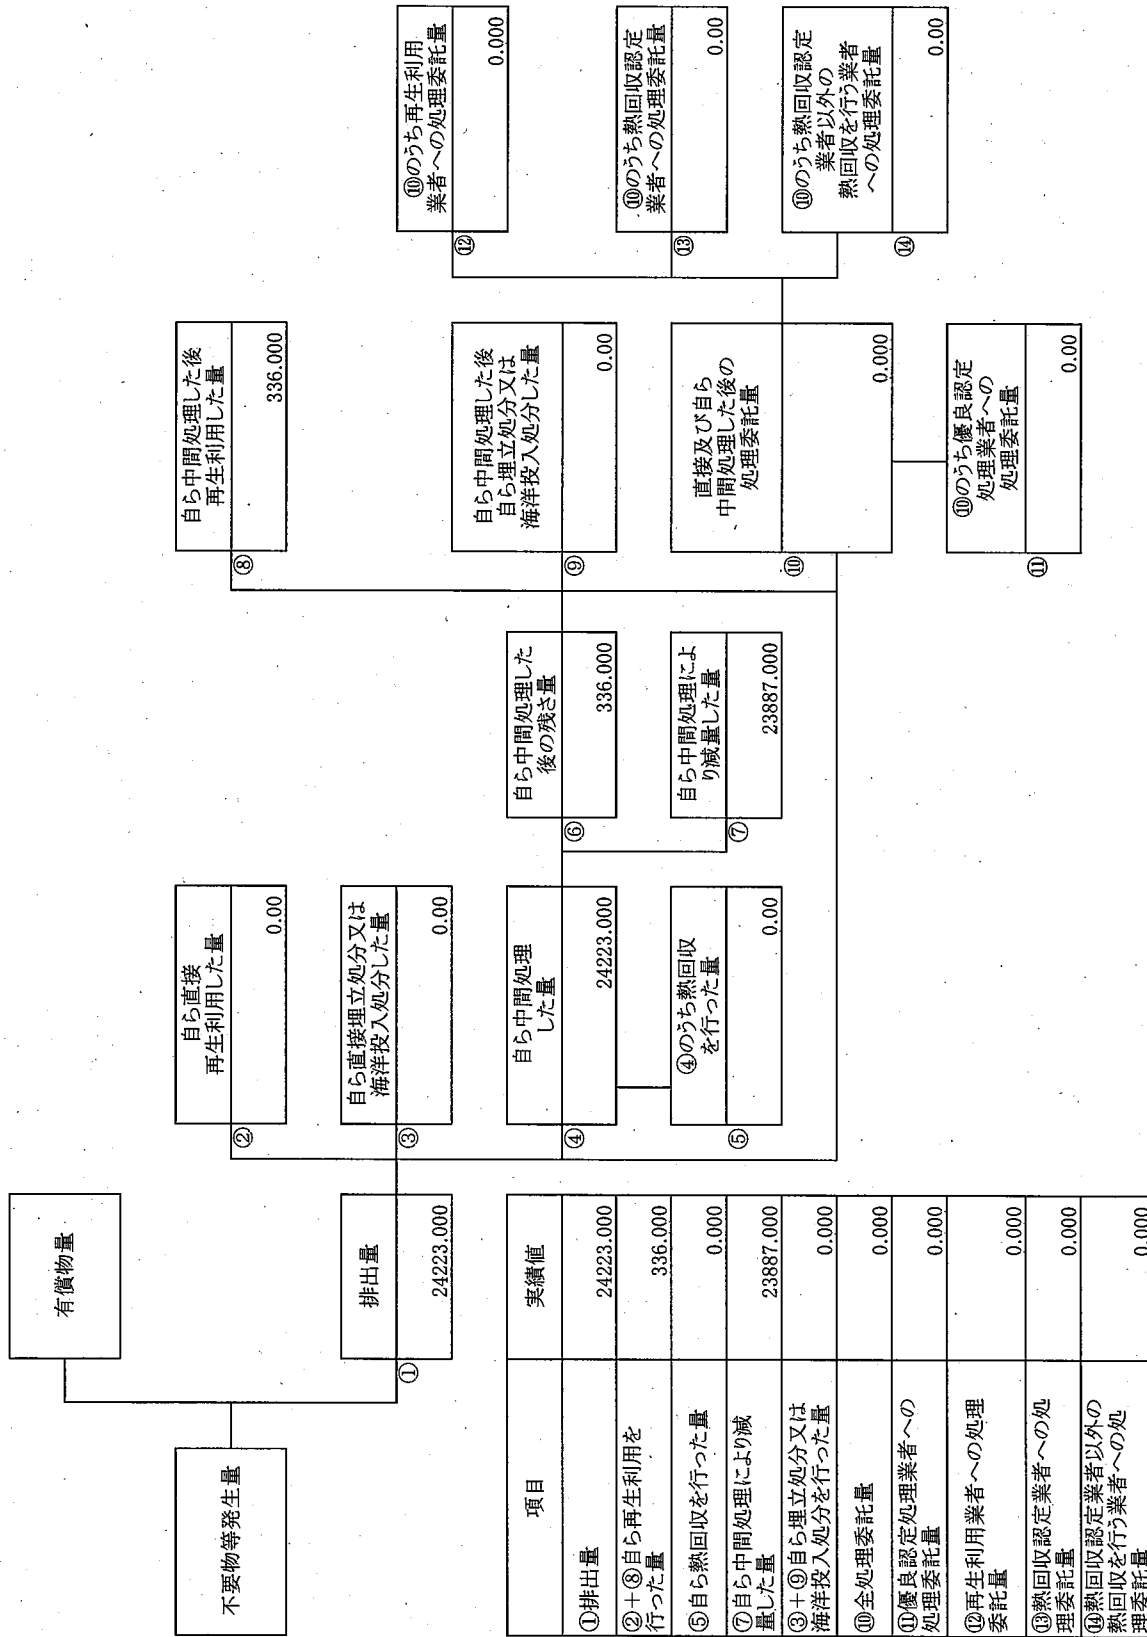 有償物量
不要物等発生量
排出量
①
24223.000
自ら直接
再生利用した量
②
0.00
自ら直接埋立処分又は
海洋投入処分した量
③
0.00
自ら中間処理
した量
④
24223.000
④のうち熱回収
を行った量
⑤
0.00
自ら中間処理した
後の残さ量
⑥
336.000
自ら中間処理によ
り減量した量
⑦
23887.000
自ら中間処理した後
再生利用した量
⑧
336.000
自ら中間処理した後
自ら埋立処分又は
海洋投入処分した量
⑨
0.00
直接及び自ら
中間処理した後の
処理委託量
⑩
0.000
⑩のうち優良認定
処理業者への
処理委託量
⑪
0.00
⑩のうち再生利用
業者への処理委託量
⑫
0.000
⑩のうち熱回収認定
業者への処理委託量
⑬
0.00
⑩のうち熱回収認定
業者以外の
熱回収を行う業者
への処理委託量
⑭
0.00
項目 実績値
①排出量 24223.000
②+⑧自ら再生利用を
行った量 336.000
⑤自ら熱回収を行った量 0.000
⑦自ら中間処理により減
量した量 23887.000
③+⑨自ら埋立処分又は
海洋投入処分を行った量 0.000
⑩全処理委託量 0.000
⑪優良認定処理業者への
処理委託量 0.000
⑫再生利用業者への処理
委託量 0.000
⑬熱回収認定業者への処
理委託量 0.000
⑭熱回収認定業者以外の
熱回収を行う業者への処
理委託量 0.000